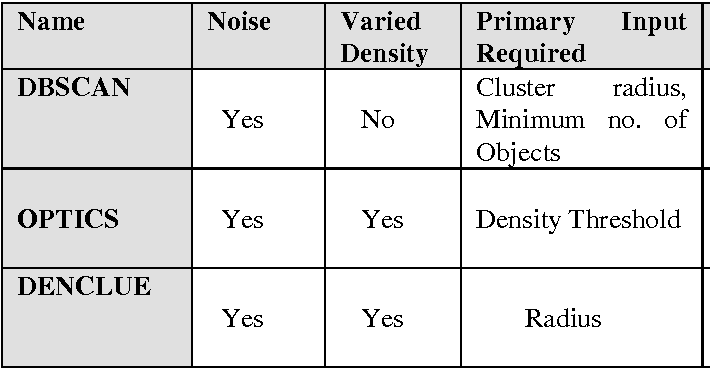 Name Noise Varied Density Primary Input Required
DBSCAN Yes No Cluster radius, Minimum no. of Objects
OPTICS Yes Yes Density Threshold
DENCLUE Yes Yes Radius